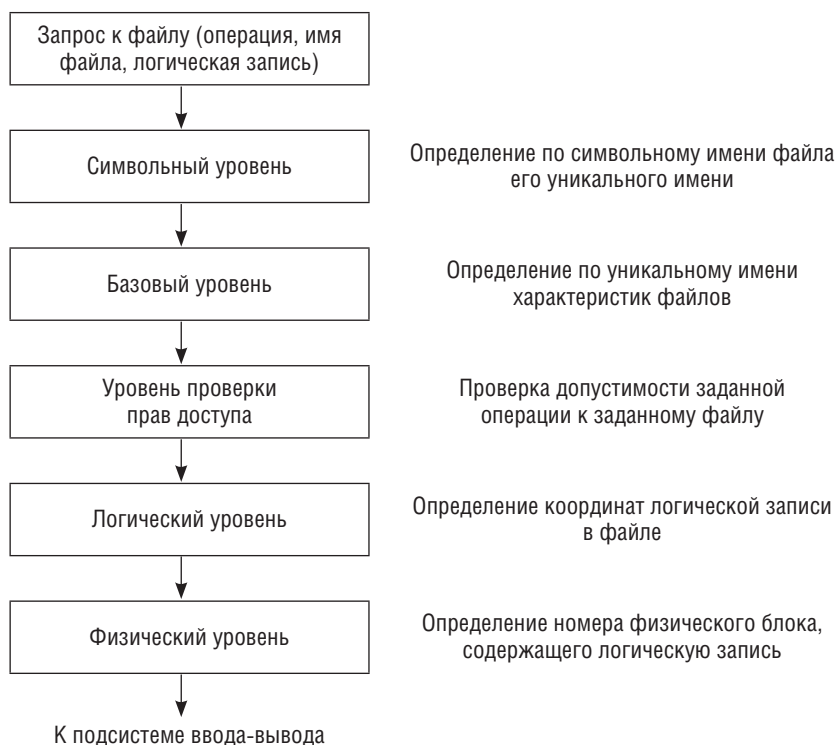 Запрос к файлу (операция, имя
файла, логическая запись)
Символьный уровень
Определение по символьному имени файла
его уникального имени
Базовый уровень
Определение по уникальному имени
характеристик файлов
Уровень проверки
прав доступа
Проверка допустимости заданной
операции к заданному файлу
Логический уровень
Определение координат логической записи
в файле
Физический уровень
Определение номера физического блока,
содержащего логическую запись
К подсистеме ввода-вывода